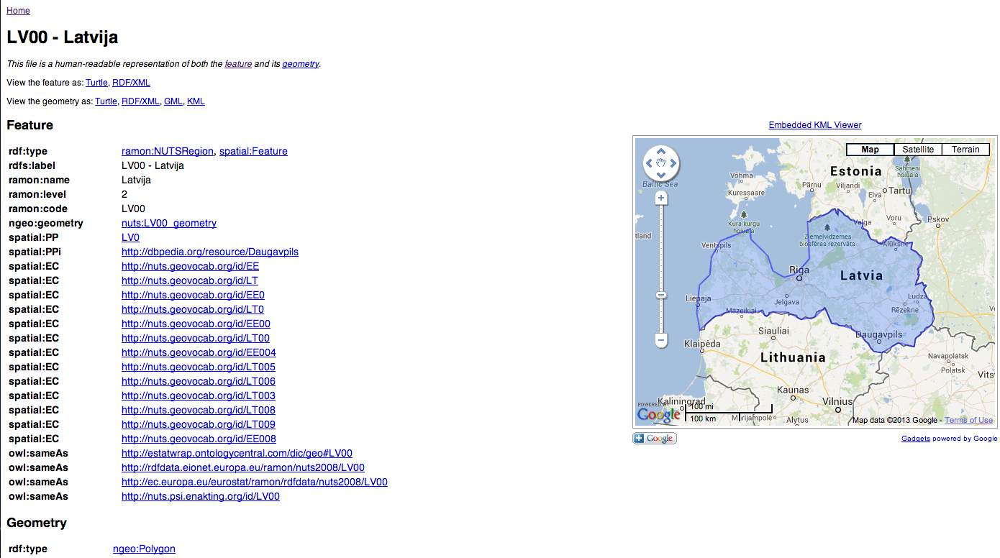 Home
LV00 - Latvija
This file is a human-readable representation of both the feature and its geometry.
View the feature as: Turtle, RDF/XML
View the geometry as: Turtle, RDF/XML, GML, KML
Feature
rdf:type ramon:NUTSRegion, spatial:Feature
rdfs:label LV00 - Latvija
ramon:name Latvija
ramon:level 2
ramon:code LV00
ngeo:geometry nuts:LV00_geometry
spatial:PP LV0
spatial:PPi http://dbpedia.org/resource/Daugavpils
spatial:EC http://nuts.geovocab.org/id/EE
spatial:EC http://nuts.geovocab.org/id/LT
spatial:EC http://nuts.geovocab.org/id/EE0
spatial:EC http://nuts.geovocab.org/id/LT0
spatial:EC http://nuts.geovocab.org/id/EE00
spatial:EC http://nuts.geovocab.org/id/LT00
spatial:EC http://nuts.geovocab.org/id/EE004
spatial:EC http://nuts.geovocab.org/id/LT005
spatial:EC http://nuts.geovocab.org/id/LT006
spatial:EC http://nuts.geovocab.org/id/LT003
spatial:EC http://nuts.geovocab.org/id/LT008
spatial:EC http://nuts.geovocab.org/id/LT009
spatial:EC http://nuts.geovocab.org/id/EE008
owl:sameAs http://estatwrap.ontologycentral.com/dic/geo#LV00
owl:sameAs http://rdfdata.eionet.europa.eu/ramon/nuts2008/LV00
owl:sameAs http://ec.europa.eu/eurostat/ramon/rdfdata/nuts2008/LV00
owl:sameAs http://nuts.psi.enakting.org/id/LV00
Geometry
rdf:type ngeo:Polygon
Embedded KML Viewer
Map Satellite Terrain
Estonia
Sahmeni
hoiuala
Võhma
Baltic Sea
Pärnu
Viljandi
Kuressaare
Elva
Tartu
Kura kurgu
hoiuala
Valga
Voru
Pskov
tland
Ziemeļvidzemes
biosfēras rezervāts
Ventspils
Alūksne
Riga
Latvia
Liepaja
Jelgava
Ludza
Mazeikiai
Rēzekne
Siauliai
Daugavpils
Klaipėda
Lithuania
Navapolatsk
Polatsk
Vits
Kaunas
Vilnius
Kaliningrad
Marijampolė
Alytus
POWERED BY
Google
100 mi
100 km
Map data ©2013 Google - Terms of Use
Google
Gadgets powered by Google